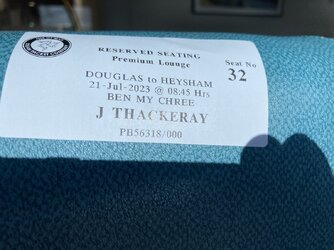 RESERVED SEATING
Premium Lounge
Seat No
32
DOUGLAS to HEYSHAM
21-Jul-2023 @ 08:45 Hrs
BEN MY CHREE
J THACKERAY
PB56318/000